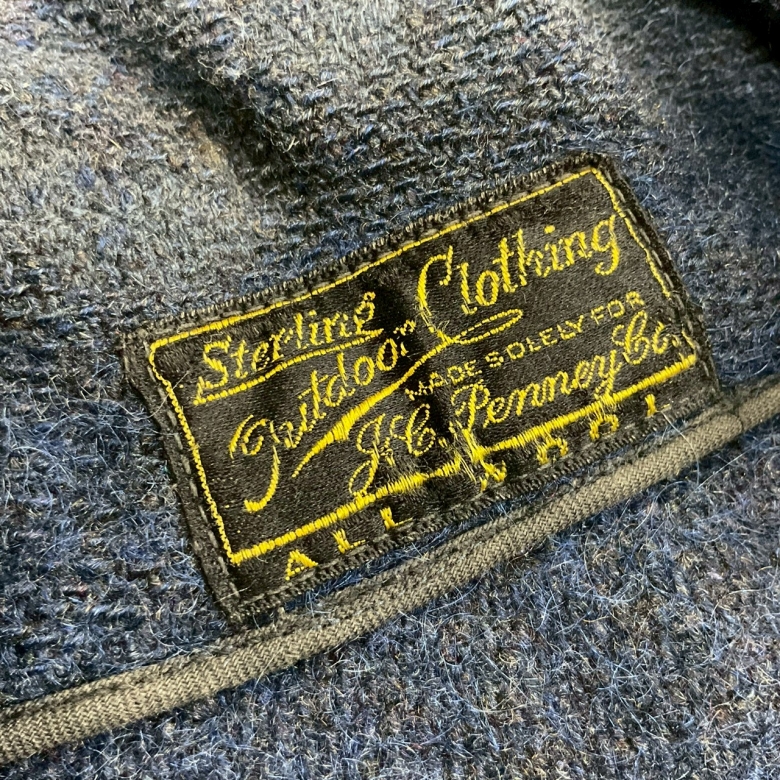 Sterling
Outdoor Clothing
MADE SOLELY FOR
J.C. Penney Co.
ALL WOOL